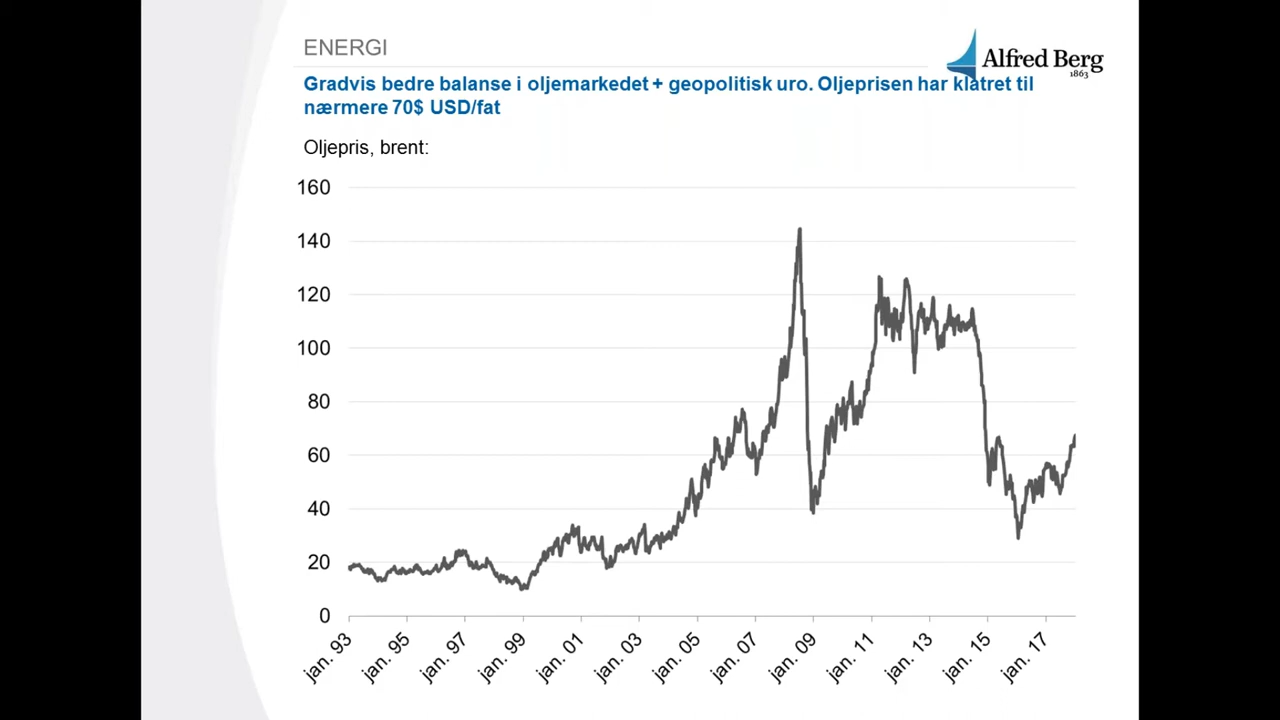 ENERGI
Alfred Berg
1863
Gradvis bedre balanse i oljemarkedet + geopolitisk uro. Oljeprisen har klatret til
nærmere 70$ USD/fat
Oljepris, brent:
160
140
120
100
80
60
40
20
0
jan. 93
jan. 95
jan. 97
jan. 99
jan. 01
jan. 03
jan. 05
jan. 07
jan. 09
jan. 11
jan. 13
jan. 15
jan. 17